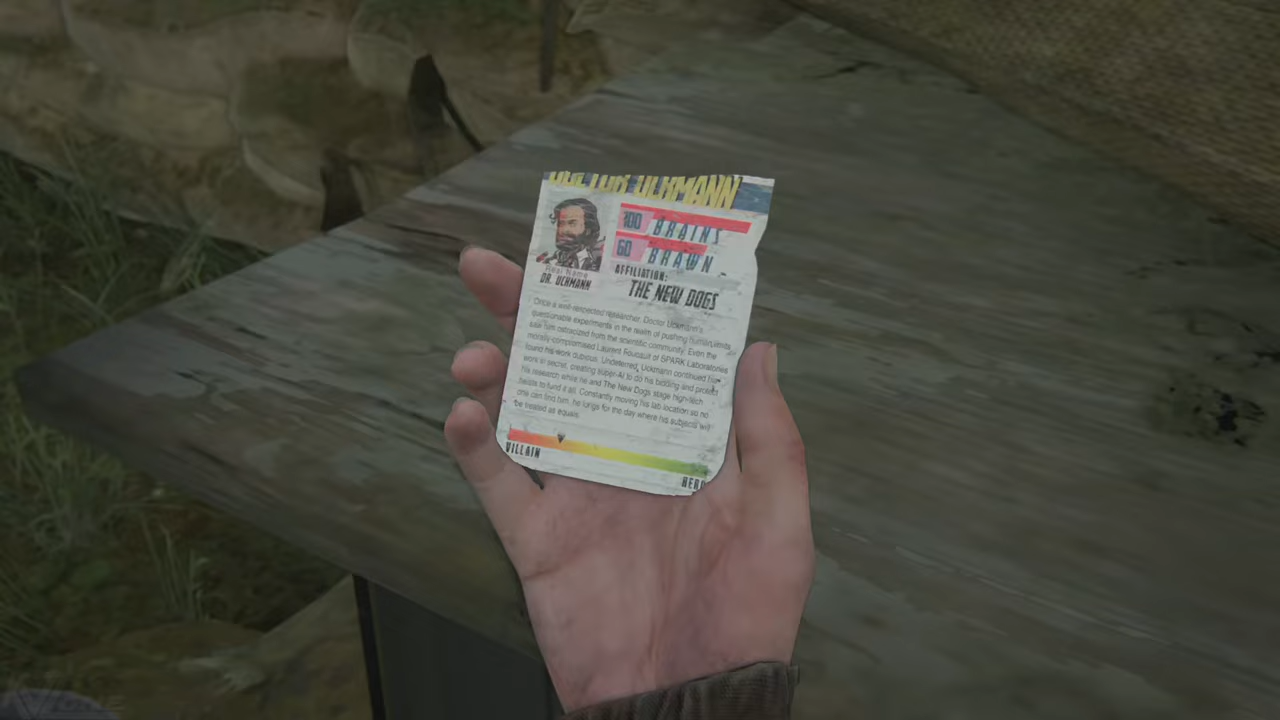 DOCTOR UCKMANN
100 BRAINS
60 BRAWN
Real Name
DR. UCKMANN
AFFILIATION:
THE NEW DOGS
Once a well-respected researcher, Doctor Uckmann's
questionable experiments in the realm of pushing human limits
saw him ostracized from the scientific community. Even the
morally-compromised Laurent Foucault of SPARK Laboratories
found his work dubious. Undeterred, Uckmann continued his
work in secret, creating super-AI to do his bidding and protect
his research while he and The New Dogs stage high-tech
heists to fund it all. Constantly moving his lab location so no
one can find him, he longs for the day where his subjects will
be treated as equals.
VILLAIN
HERO